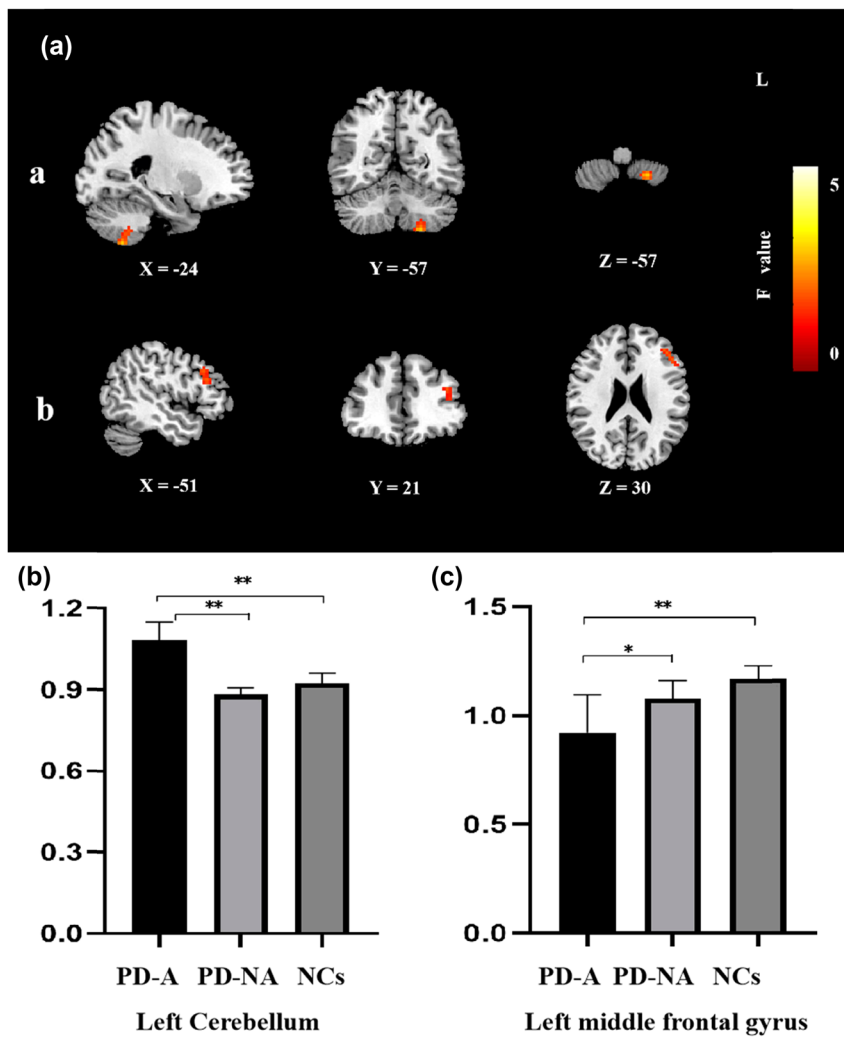 (a)
L
a
5
F value
0
X = -24
Y = -57
Z = -57
b
X = -51
Y = 21
Z = 30
(b)
**
**
1.2
0.9
0.6
0.3
0.0
PD-A PD-NA NCs
Left Cerebellum
(c)
**
*
1.5
1.0
0.5
0.0
PD-A PD-NA NCs
Left middle frontal gyrus